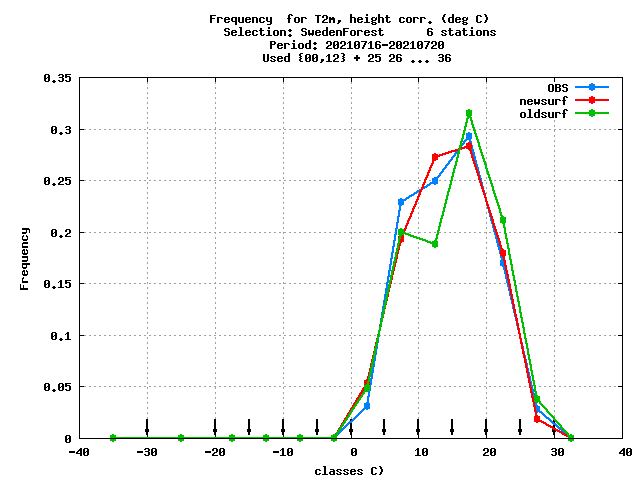 Frequency  for T2m, height corr. (deg C)
Selection: SwedenForest      6 stations
Period: 20210716-20210720
Used {00,12} + 25 26 ... 36
OBS
newsurf
oldsurf
0.35
0.3
0.25
0.2
0.15
0.1
0.05
0
Frequency
-40 -30 -20 -10 0 10 20 30 40
classes C)